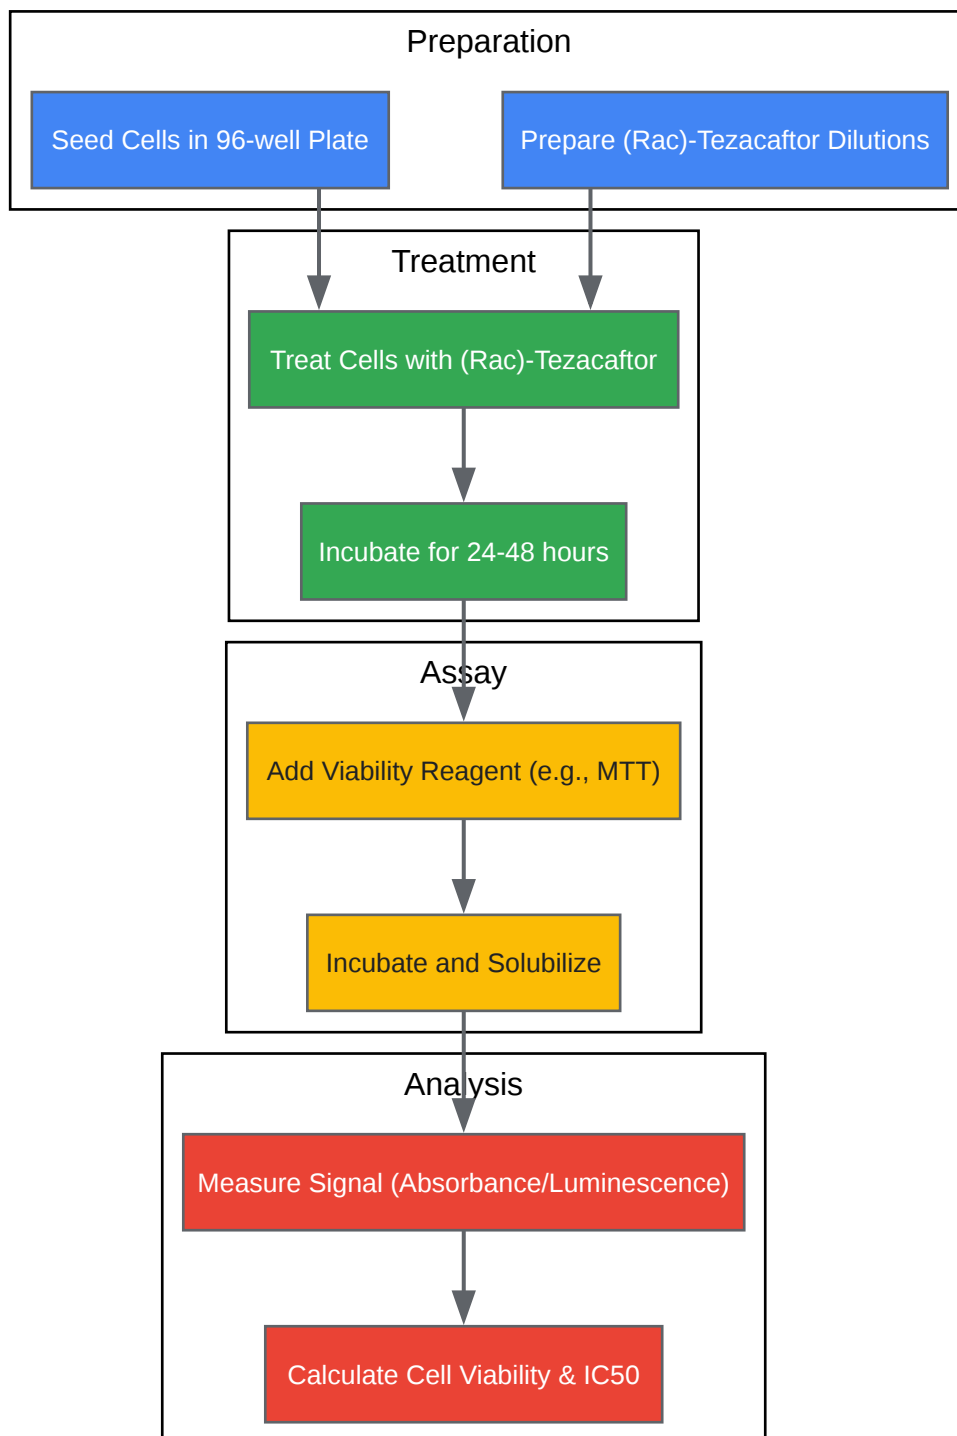 Preparation
Seed Cells in 96-well Plate
Prepare (Rac)-Tezacaftor Dilutions
Treatment
Treat Cells with (Rac)-Tezacaftor
Incubate for 24-48 hours
Assay
Add Viability Reagent (e.g., MTT)
Incubate and Solubilize
Analysis
Measure Signal (Absorbance/Luminescence)
Calculate Cell Viability & IC50